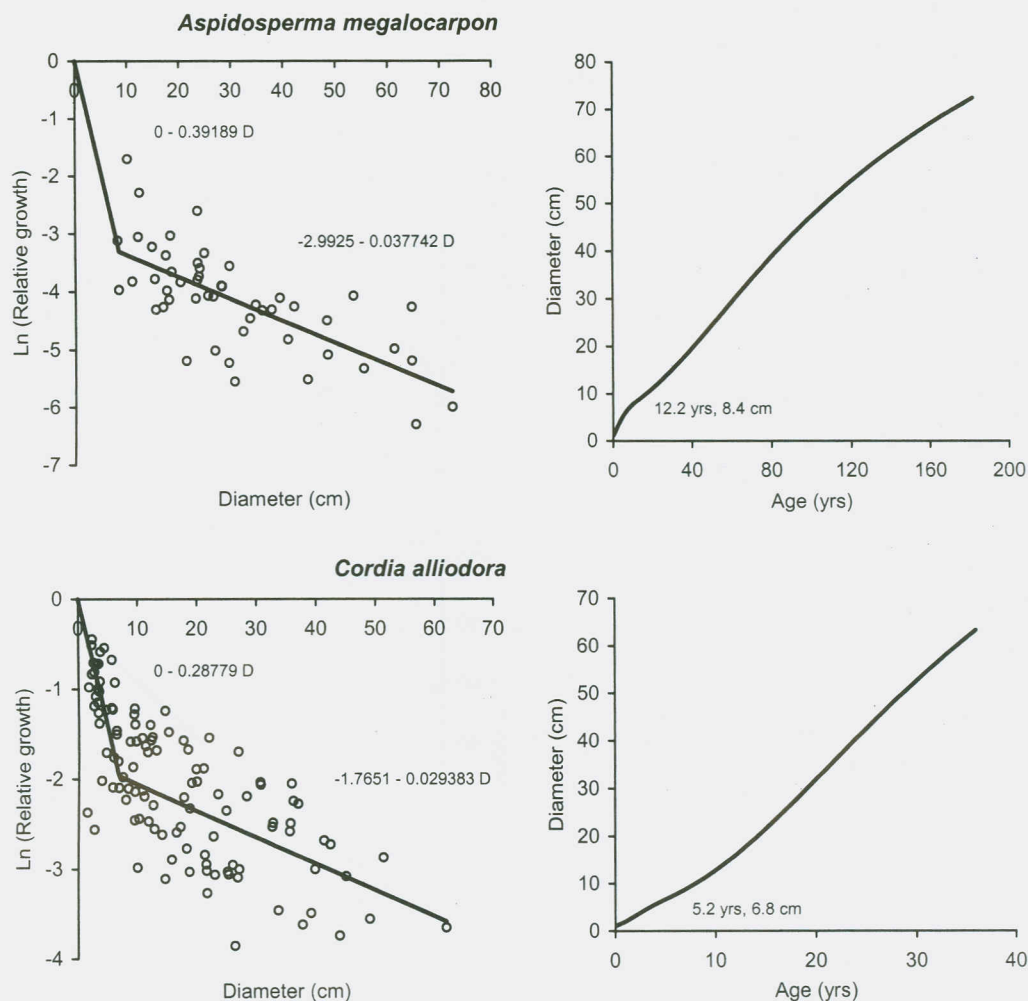 Aspidosperma megalocarpon
0
0 10 20 30 40 50 60 70 80
-1
-2
-3
-4
-5
-6
-7
0 - 0.39189 D
-2.9925 - 0.037742 D
Ln (Relative growth)
Diameter (cm)
80
70
60
50
40
30
20
10
0
Diameter (cm)
12.2 yrs, 8.4 cm
0 40 80 120 160 200
Age (yrs)
Cordia alliodora
0
0 10 20 30 40 50 60 70
-1
-2
-3
-4
0 - 0.28779 D
-1.7651 - 0.029383 D
Ln (Relative growth)
Diameter (cm)
70
60
50
40
30
20
10
0
Diameter (cm)
5.2 yrs, 6.8 cm
0 10 20 30 40
Age (yrs)